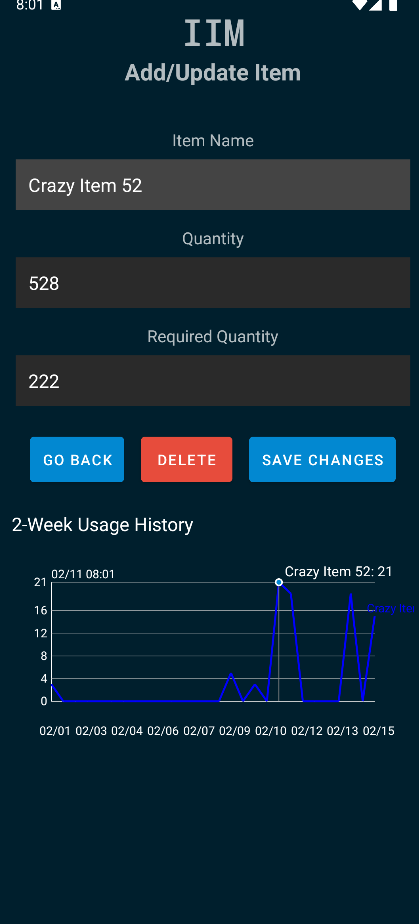 8:01 A
IIM
Add/Update Item
Item Name
Crazy Item 52
Quantity
528
Required Quantity
222
GO BACK DELETE SAVE CHANGES
2-Week Usage History
02/11 08:01 Crazy Item 52: 21
21
16
12
8
4
0
02/01 02/03 02/04 02/06 02/07 02/09 02/10 02/12 02/13 02/15